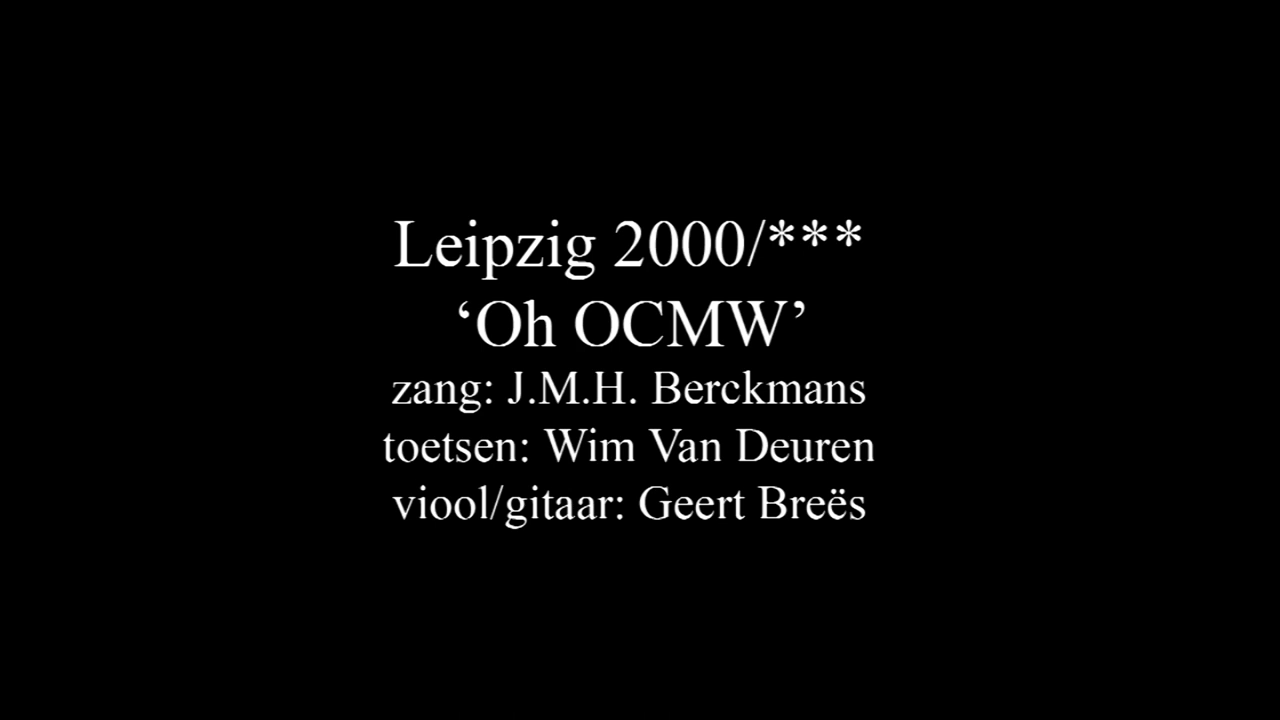 Leipzig 2000/***
‘Oh OCMW’
zang: J.M.H. Berckmans
toetsen: Wim Van Deuren
viool/gitaar: Geert Breës